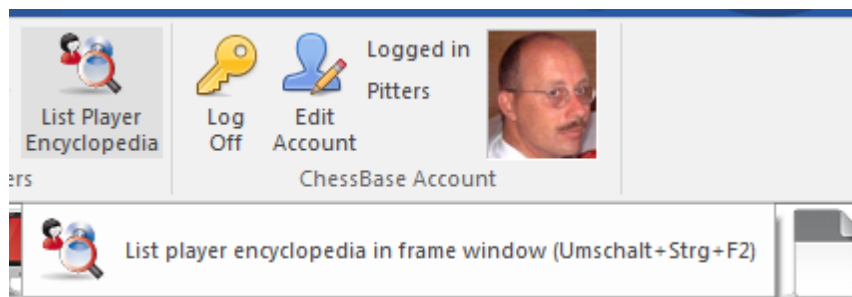 List Player
Encyclopedia
Log
Off
Edit
Account
Logged in
Pitters
ers
ChessBase Account
List player encyclopedia in frame window (Umschalt+Strg+F2)